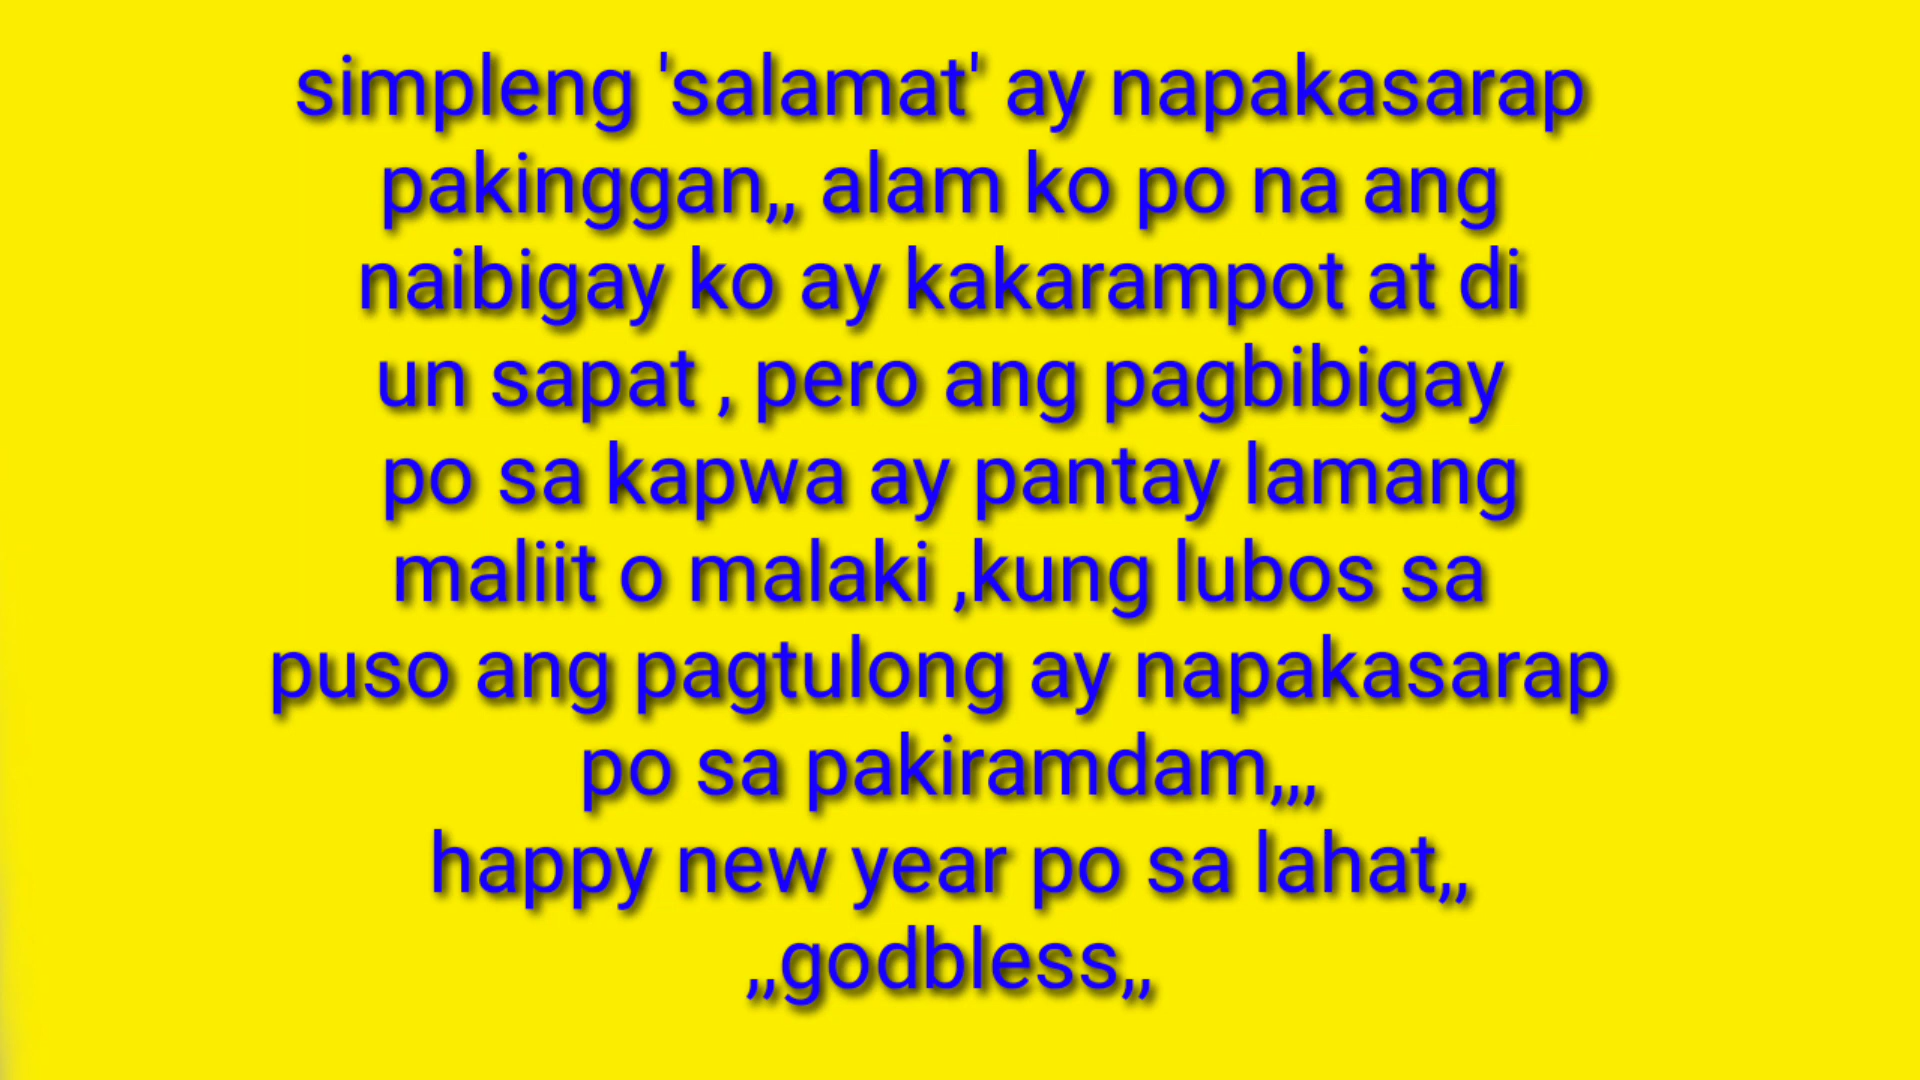 simpleng 'salamat' ay napakasarap
pakinggan,, alam ko po na ang
naibigay ko ay kakarampot at di
un sapat , pero ang pagbibigay
po sa kapwa ay pantay lamang
maliit o malaki ,kung lubos sa
puso ang pagtulong ay napakasarap
po sa pakiramdam,,,
happy new year po sa lahat,,
,,godbless,,